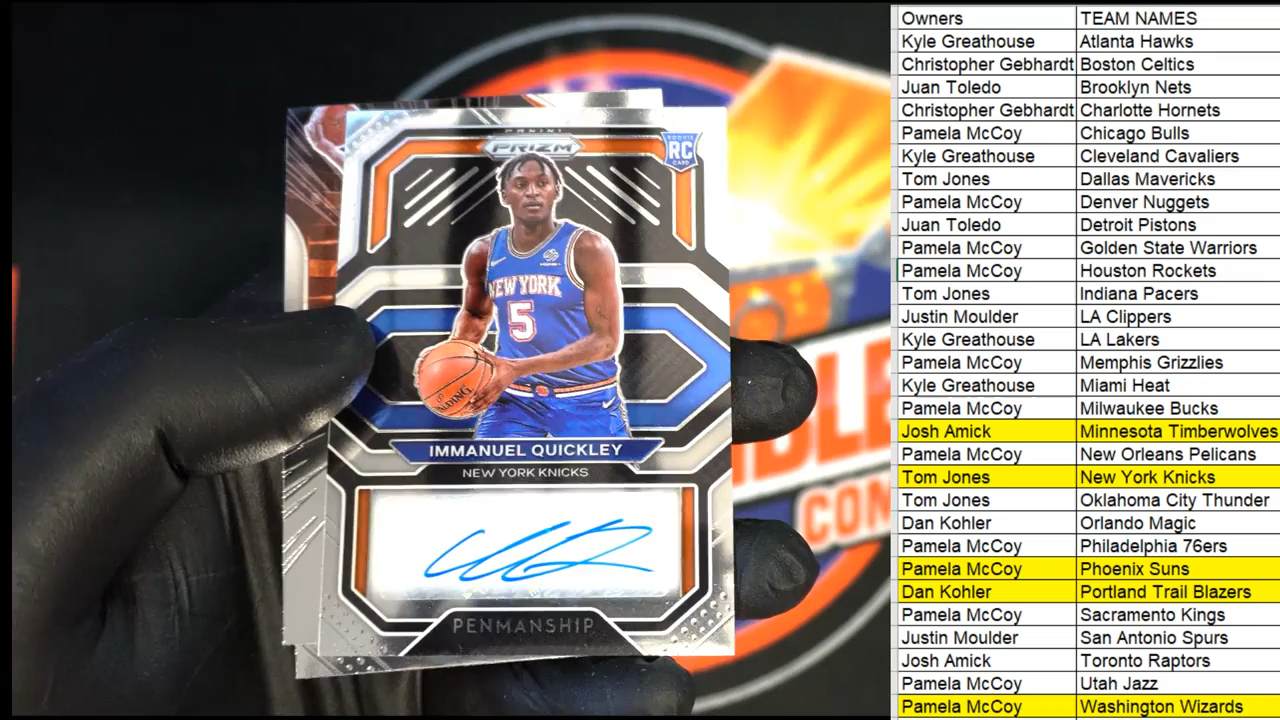 PANINI
PRIZM
ROOKIE
RC
CARD
NEW YORK
5
SPALDING
IMMANUEL QUICKLEY
NEW YORK KNICKS
PENMANSHIP
CON
Owners TEAM NAMES
Kyle Greathouse Atlanta Hawks
Christopher Gebhardt Boston Celtics
Juan Toledo Brooklyn Nets
Christopher Gebhardt Charlotte Hornets
Pamela McCoy Chicago Bulls
Kyle Greathouse Cleveland Cavaliers
Tom Jones Dallas Mavericks
Pamela McCoy Denver Nuggets
Juan Toledo Detroit Pistons
Pamela McCoy Golden State Warriors
Pamela McCoy Houston Rockets
Tom Jones Indiana Pacers
Justin Moulder LA Clippers
Kyle Greathouse LA Lakers
Pamela McCoy Memphis Grizzlies
Kyle Greathouse Miami Heat
Pamela McCoy Milwaukee Bucks
Josh Amick Minnesota Timberwolves
Pamela McCoy New Orleans Pelicans
Tom Jones New York Knicks
Tom Jones Oklahoma City Thunder
Dan Kohler Orlando Magic
Pamela McCoy Philadelphia 76ers
Pamela McCoy Phoenix Suns
Dan Kohler Portland Trail Blazers
Pamela McCoy Sacramento Kings
Justin Moulder San Antonio Spurs
Josh Amick Toronto Raptors
Pamela McCoy Utah Jazz
Pamela McCoy Washington Wizards